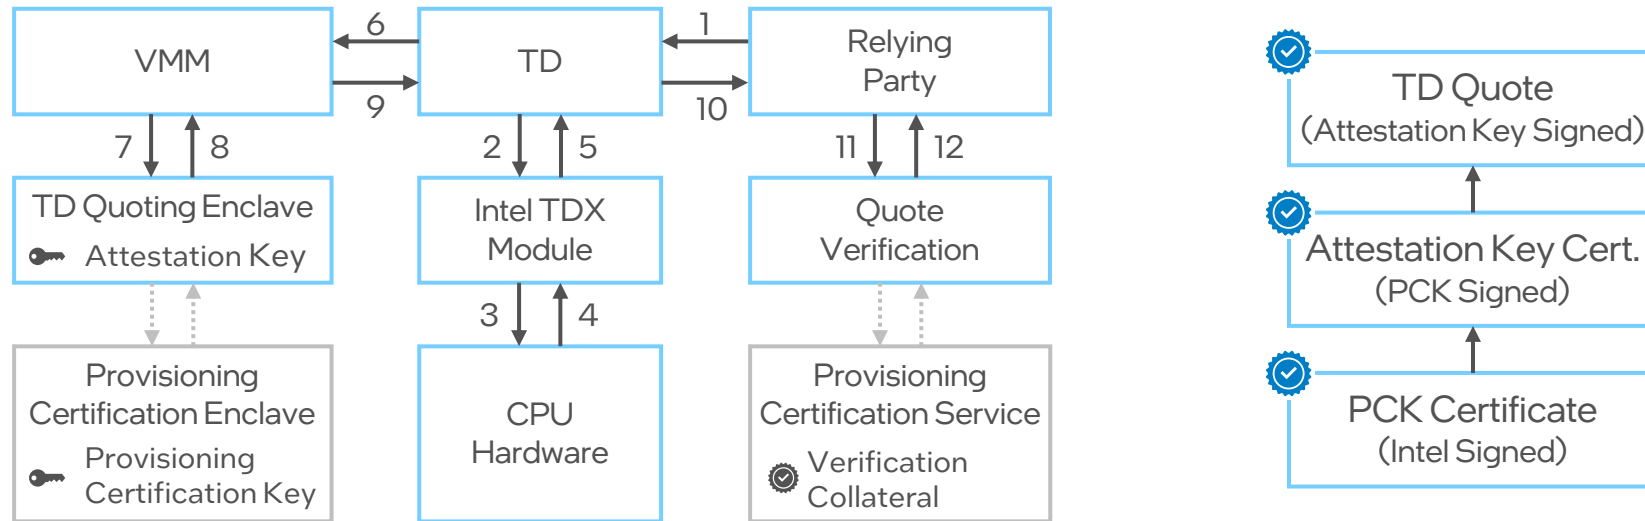 VMM
6
9
TD
1
10
Relying
Party
7
8
2
5
11
12
TD Quoting Enclave
Attestation Key
Intel TDX
Module
Quote
Verification
3
4
Provisioning
Certification Enclave
Provisioning
Certification Key
CPU
Hardware
Provisioning
Certification Service
Verification
Collateral
TD Quote
(Attestation Key Signed)
Attestation Key Cert.
(PCK Signed)
PCK Certificate
(Intel Signed)